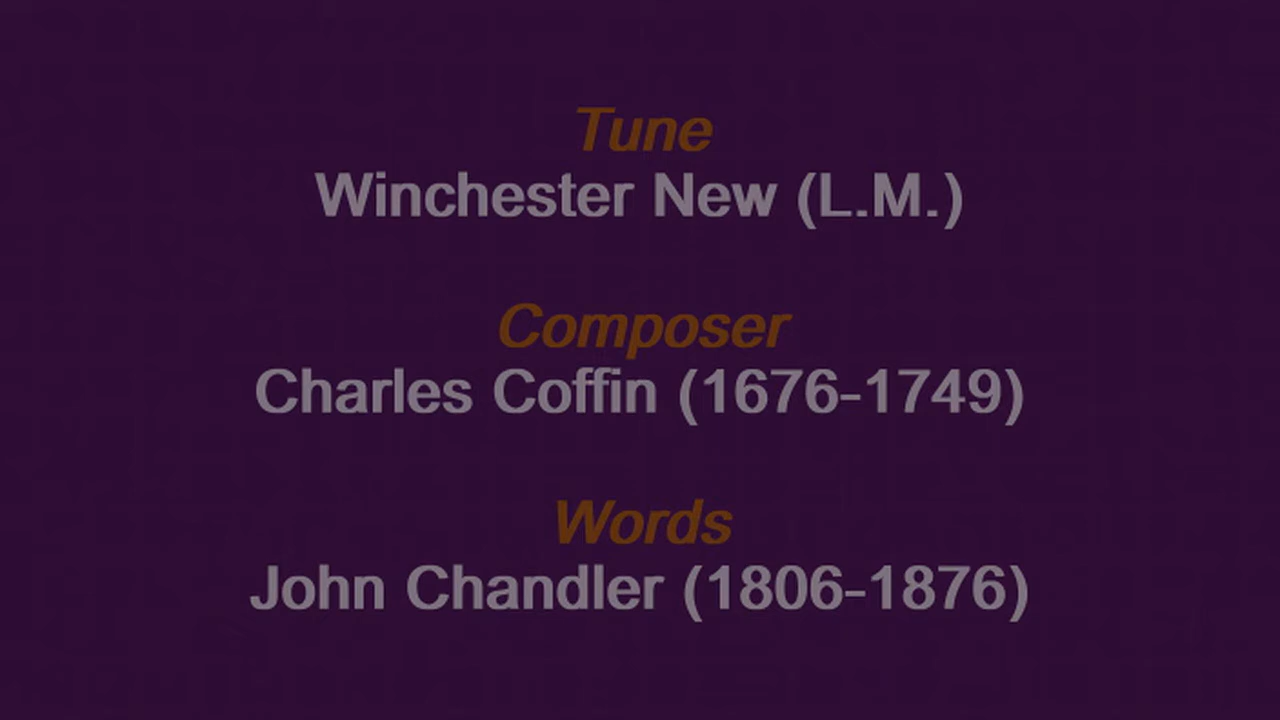 Tune
Winchester New (L.M.)
Composer
Charles Coffin (1676-1749)
Words
John Chandler (1806-1876)